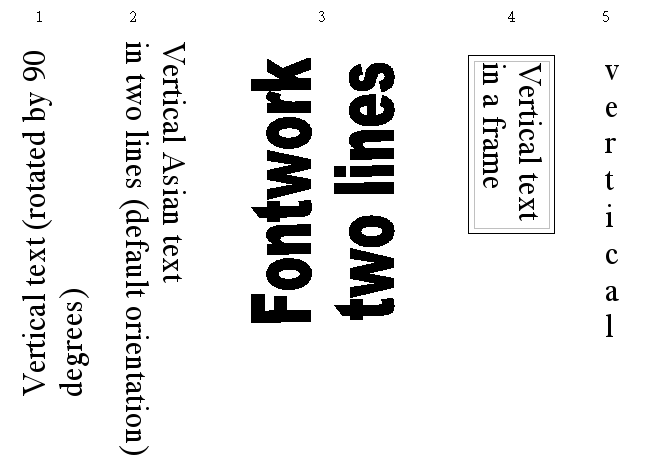 1
2
3
4
5
Vertical text (rotated by 90
degrees)
Vertical Asian text
in two lines (default orientation)
Fontwork
two lines
Vertical text
in a frame
vertical